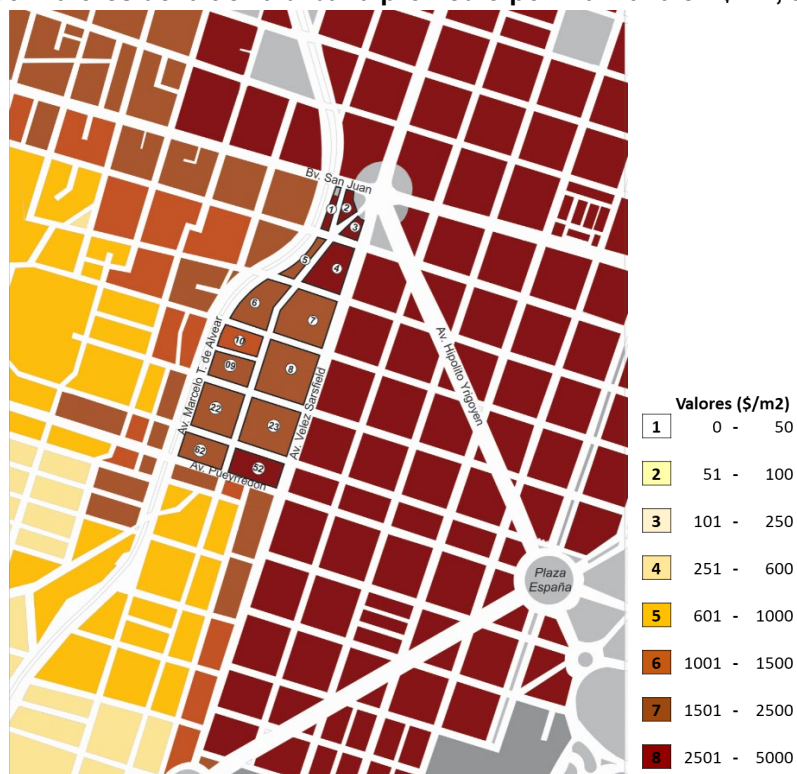 Bv. San Juan
1
2
3
4
5
6
7
10
09
8
22
23
62
52
Av. Marcelo T. de Alvear
Av. Velez Sarsfield
Av. Pueyrredon
Av. Hipolito Yrigoyen
Plaza
España
Valores ($/m2)
1 0 - 50
2 51 - 100
3 101 - 250
4 251 - 600
5 601 - 1000
6 1001 - 1500
7 1501 - 2500
8 2501 - 5000